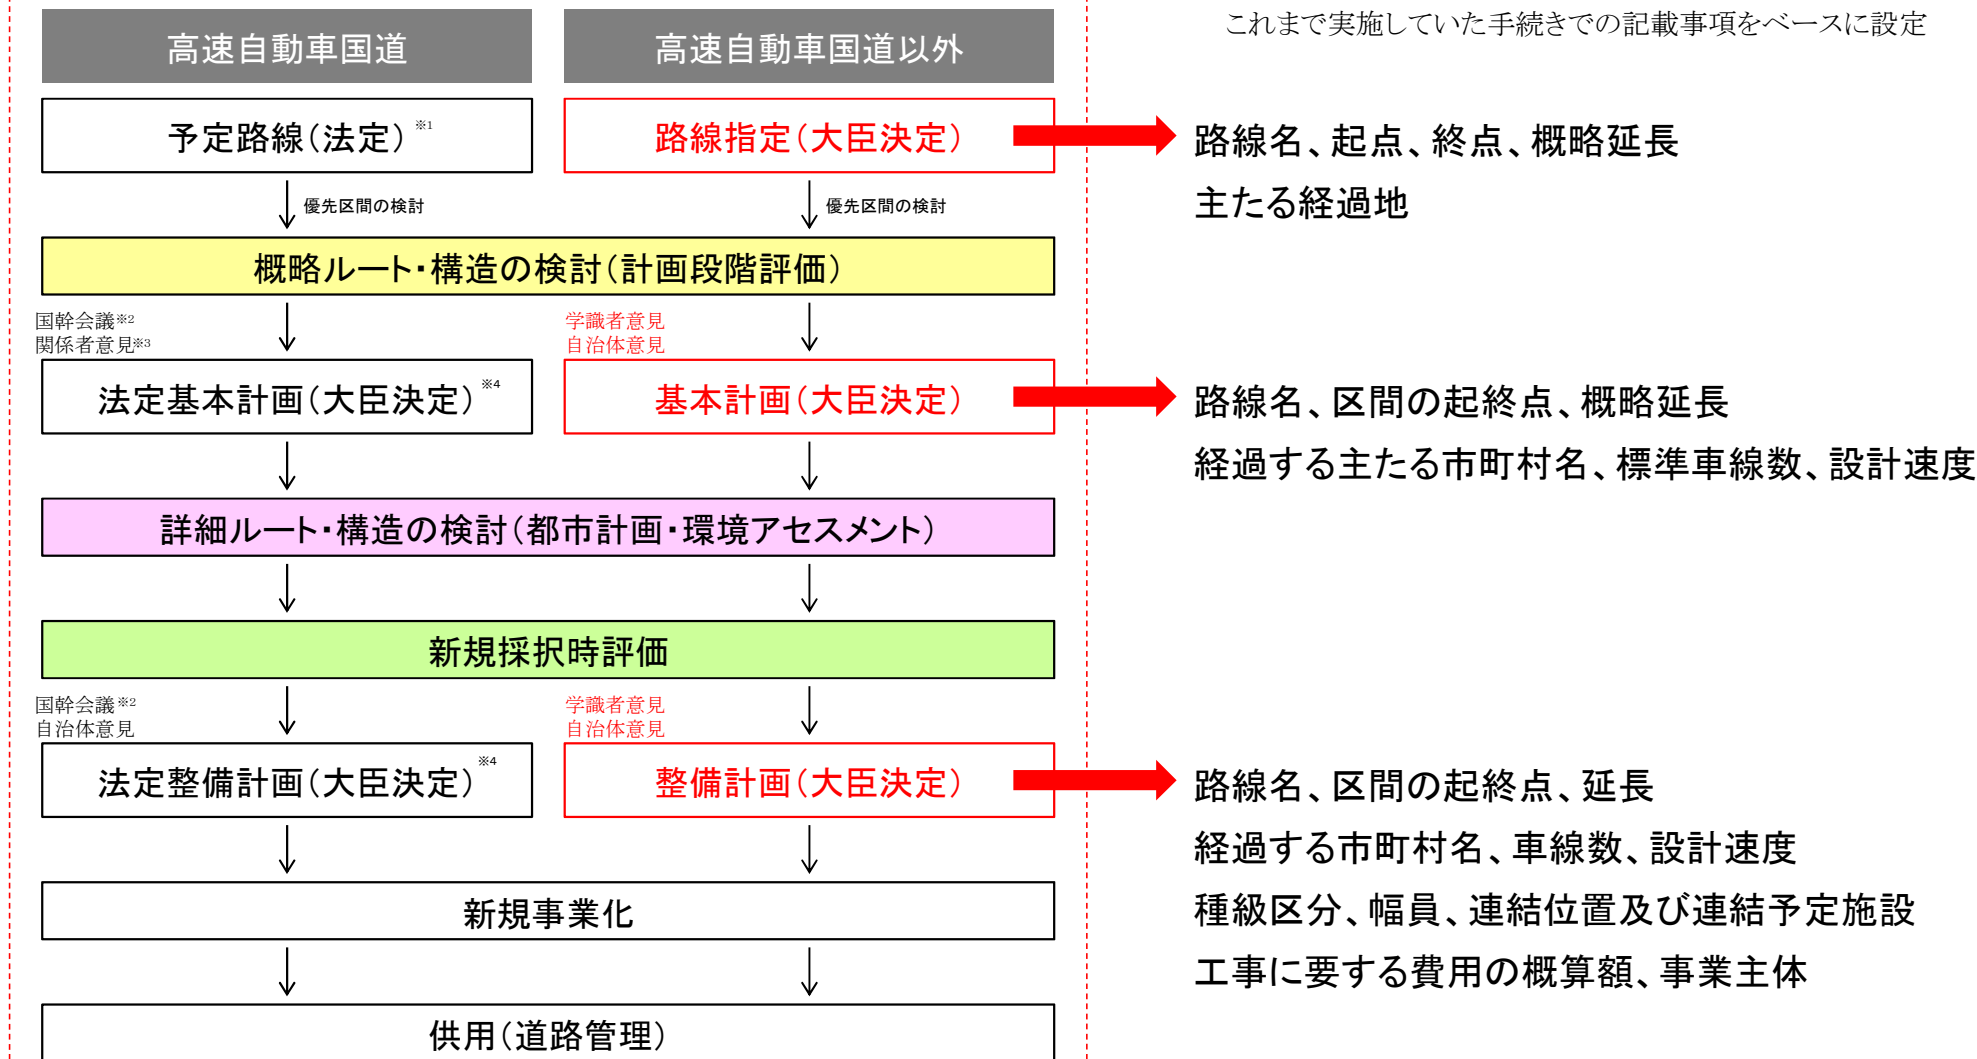 これまで実施していた手続きでの記載事項をベースに設定
高速自動車国道
高速自動車国道以外
予定路線（法定）※1
路線指定（大臣決定）
路線名、起点、終点、概略延長
主たる経過地
優先区間の検討
優先区間の検討
概略ルート・構造の検討（計画段階評価）
国幹会議※2
関係者意見※3
学識者意見
自治体意見
法定基本計画（大臣決定）※4
基本計画（大臣決定）
路線名、区間の起終点、概略延長
経過する主たる市町村名、標準車線数、設計速度
詳細ルート・構造の検討（都市計画・環境アセスメント）
新規採択時評価
国幹会議※2
自治体意見
学識者意見
自治体意見
法定整備計画（大臣決定）※4
整備計画（大臣決定）
路線名、区間の起終点、延長
経過する市町村名、車線数、設計速度
種級区分、幅員、連結位置及び連結予定施設
工事に要する費用の概算額、事業主体
新規事業化
供用（道路管理）